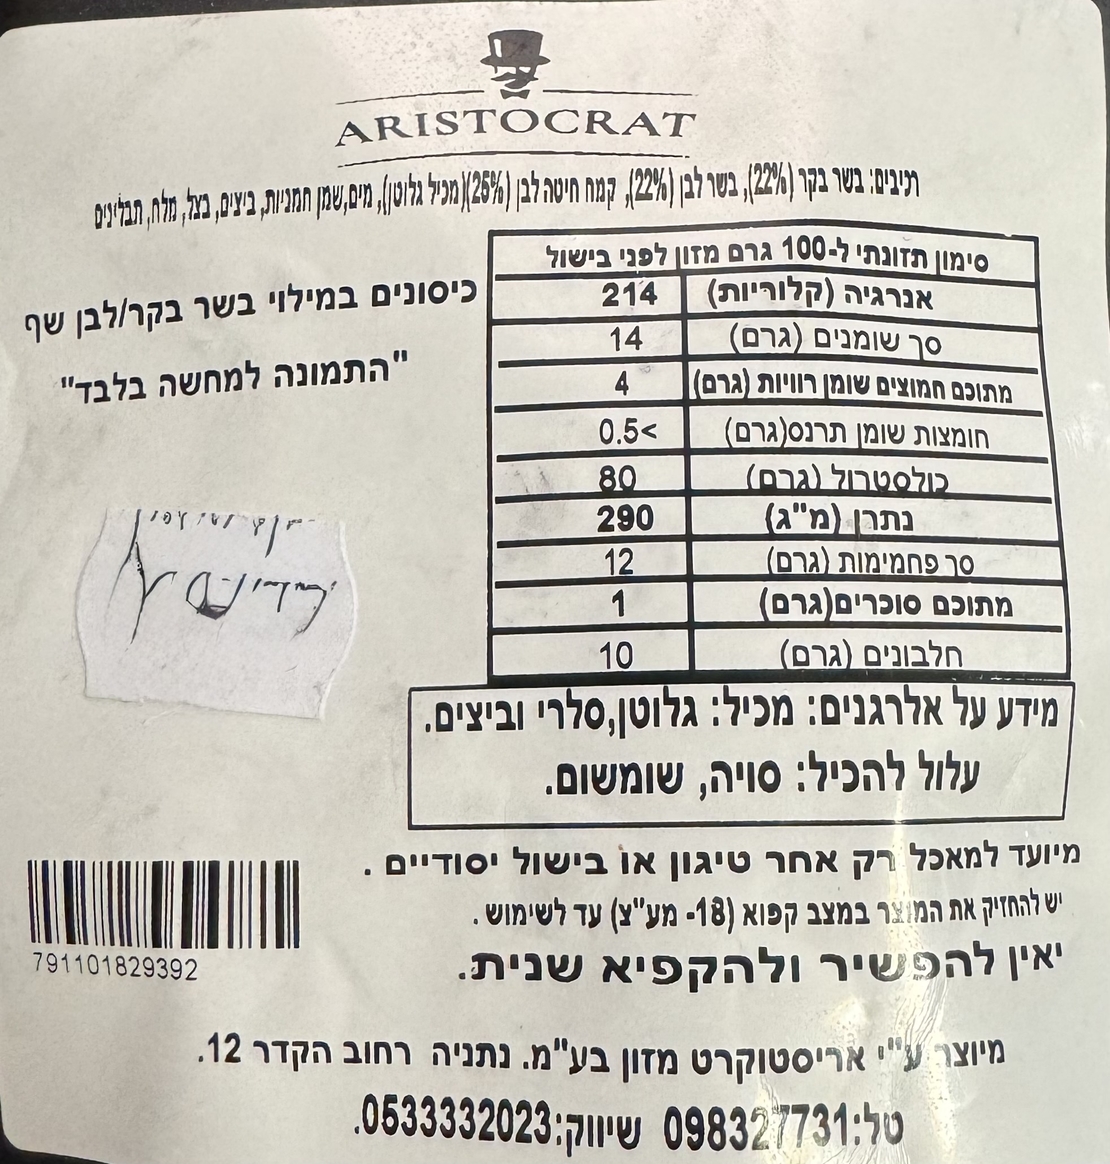 ARISTOCRAT
רכיבים: בשר בקר (22%), בשר לבן (22%), קמח חיטה לבן (25%)(מכיל גלוטן), מים,שמן חמניות, ביצים, בצל, מלח, תבלינים
כיסונים במילוי בשר בקר/לבן שף
"התמונה למחשה בלבד"
סימון תזונתי ל-100 גרם מזון לפני בישול
אנרגיה (קלוריות) 214
סך שומנים (גרם) 14
מתוכם חמוצים שומן רוויות (גרם) 4
חומצות שומן תרנס(גרם) 0.5>
כולסטרול (גרם) 80
נתרן (מ"ג) 290
סך פחמימות (גרם) 12
מתוכם סוכרים(גרם) 1
חלבונים (גרם) 10
מידע על אלרגנים: מכיל: גלוטן,סלרי וביצים.
עלול להכיל: סויה, שומשום.
מיועד למאכל רק אחר טיגון או בישול יסודיים .
יש להחזיק את המוצר במצב קפוא (18- מע"צ) עד לשימוש .
יאין להפשיר ולהקפיא שנית.
791101829392
מיוצר ע"י אריסטוקרט מזון בע"מ. נתניה רחוב הקדר 12.
טל:098327731 שיווק:0533332023.